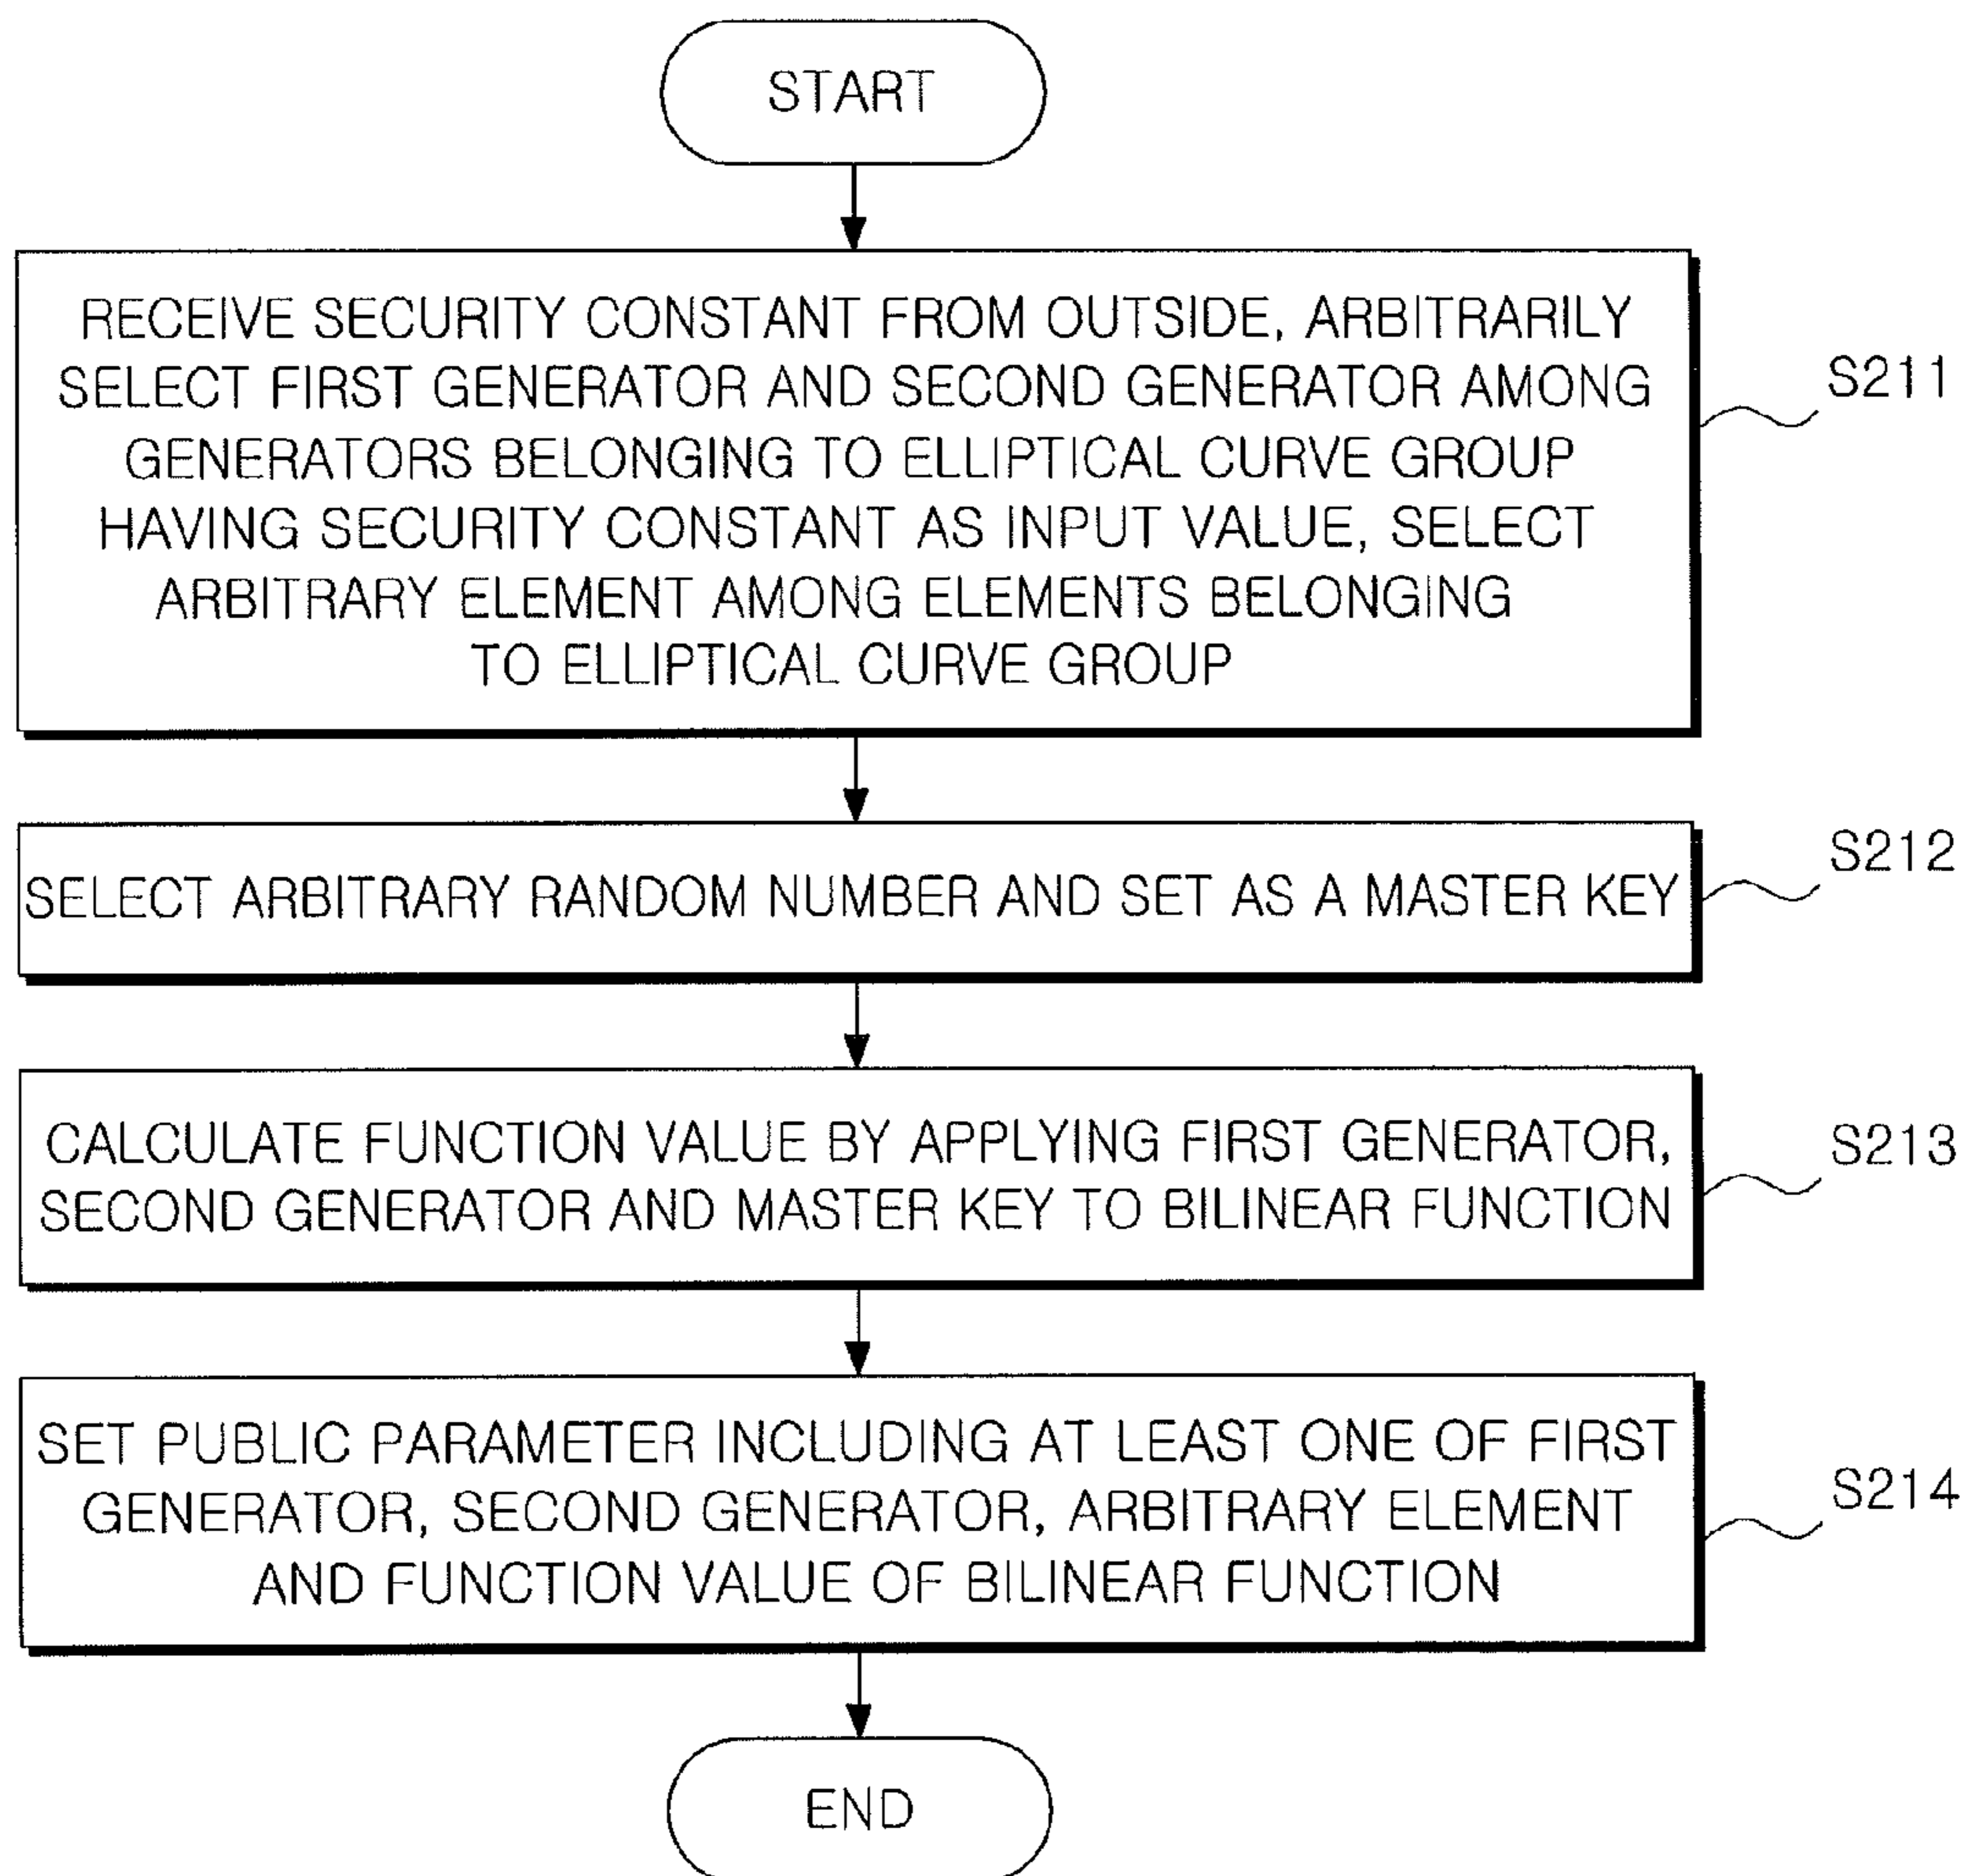 START
RECEIVE SECURITY CONSTANT FROM OUTSIDE, ARBITRARILY
SELECT FIRST GENERATOR AND SECOND GENERATOR AMONG
GENERATORS BELONGING TO ELLIPTICAL CURVE GROUP
HAVING SECURITY CONSTANT AS INPUT VALUE, SELECT
ARBITRARY ELEMENT AMONG ELEMENTS BELONGING
TO ELLIPTICAL CURVE GROUP
S211
SELECT ARBITRARY RANDOM NUMBER AND SET AS A MASTER KEY
S212
CALCULATE FUNCTION VALUE BY APPLYING FIRST GENERATOR,
SECOND GENERATOR AND MASTER KEY TO BILINEAR FUNCTION
S213
SET PUBLIC PARAMETER INCLUDING AT LEAST ONE OF FIRST
GENERATOR, SECOND GENERATOR, ARBITRARY ELEMENT
AND FUNCTION VALUE OF BILINEAR FUNCTION
S214
END